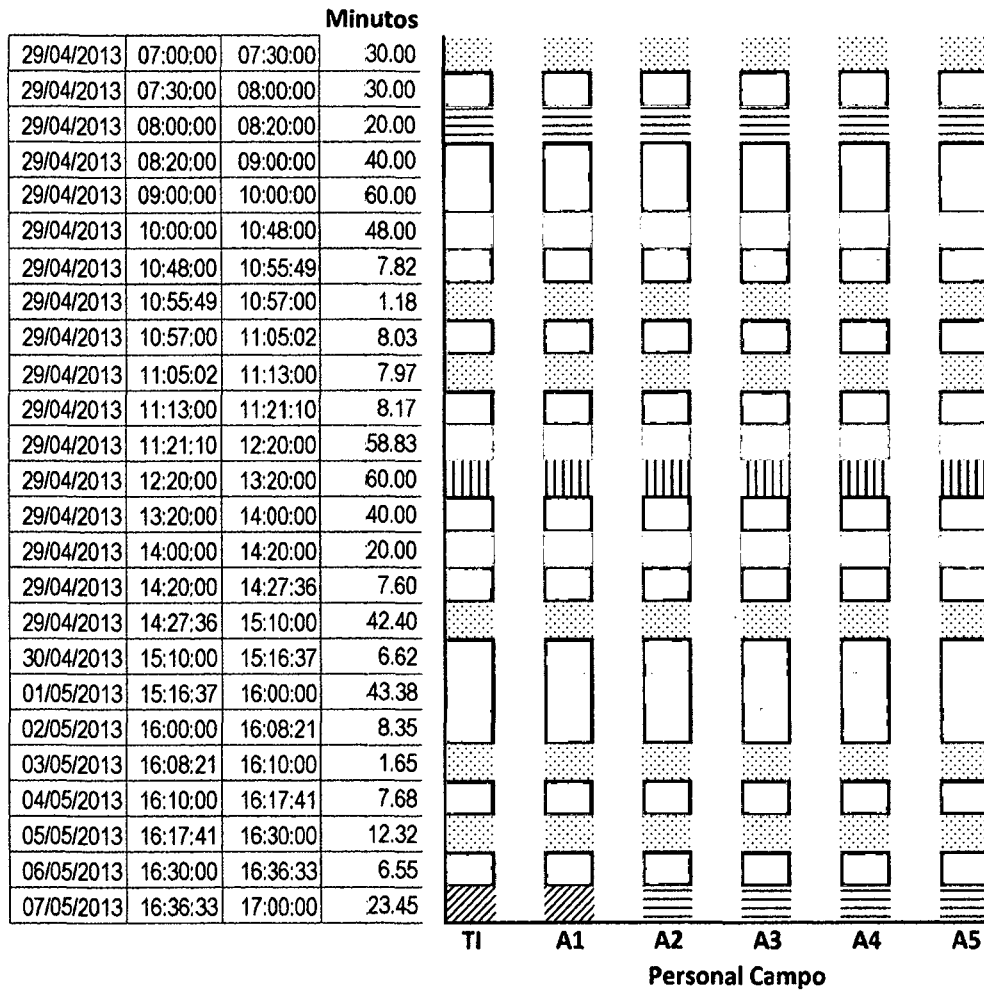 Minutos
29/04/2013 07:00:00 07:30:00 30.00
29/04/2013 07:30:00 08:00:00 30.00
29/04/2013 08:00:00 08:20:00 20.00
29/04/2013 08:20:00 09:00:00 40.00
29/04/2013 09:00:00 10:00:00 60.00
29/04/2013 10:00:00 10:48:00 48.00
29/04/2013 10:48:00 10:55:49 7.82
29/04/2013 10:55:49 10:57:00 1.18
29/04/2013 10:57:00 11:05:02 8.03
29/04/2013 11:05:02 11:13:00 7.97
29/04/2013 11:13:00 11:21:10 8.17
29/04/2013 11:21:10 12:20:00 58.83
29/04/2013 12:20:00 13:20:00 60.00
29/04/2013 13:20:00 14:00:00 40.00
29/04/2013 14:00:00 14:20:00 20.00
29/04/2013 14:20:00 14:27:36 7.60
29/04/2013 14:27:36 15:10:00 42.40
30/04/2013 15:10:00 15:16:37 6.62
01/05/2013 15:16:37 16:00:00 43.38
02/05/2013 16:00:00 16:08:21 8.35
03/05/2013 16:08:21 16:10:00 1.65
04/05/2013 16:10:00 16:17:41 7.68
05/05/2013 16:17:41 16:30:00 12.32
06/05/2013 16:30:00 16:36:33 6.55
07/05/2013 16:36:33 17:00:00 23.45
TI A1 A2 A3 A4 A5
Personal Campo